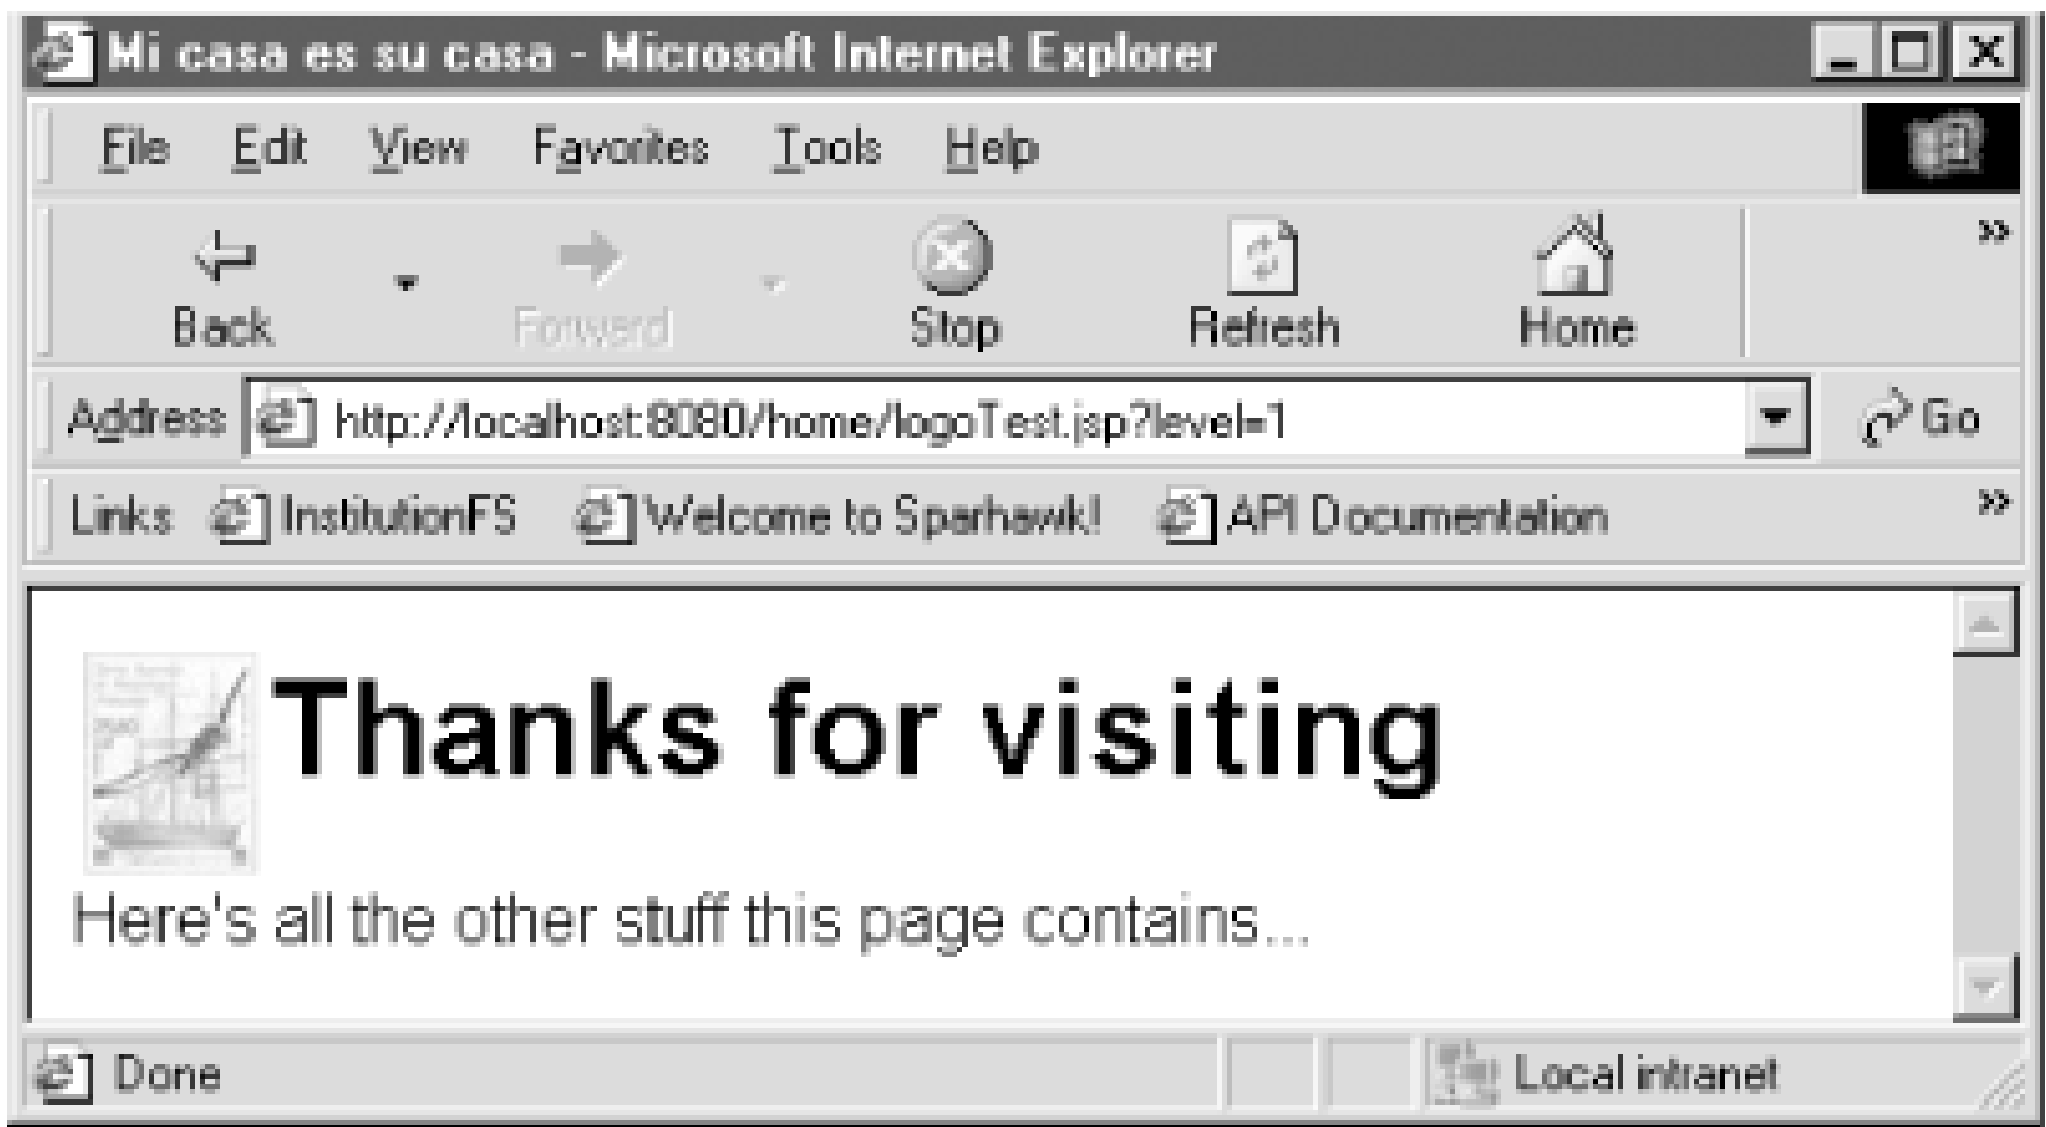 Mi casa es su casa - Microsoft Internet Explorer
File Edit View Favorites Tools Help
»
Back Forward Stop Refresh Home
Address http://localhost:8080/home/logoTest.jsp?level=1 Go
Links InstitutionFS Welcome to Sparhawk! API Documentation »
Thanks for visiting
Here's all the other stuff this page contains...
Done Local intranet